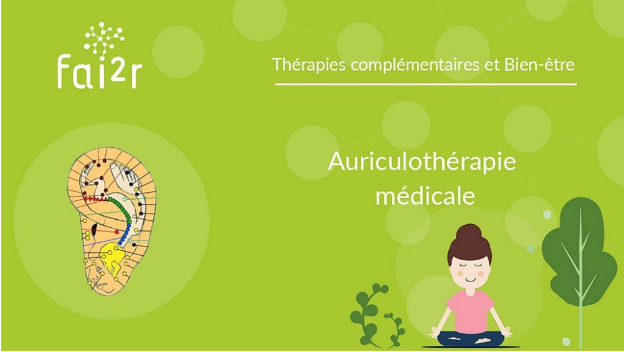 fai2r
Thérapies complémentaires et Bien-être
Auriculothérapie
médicale